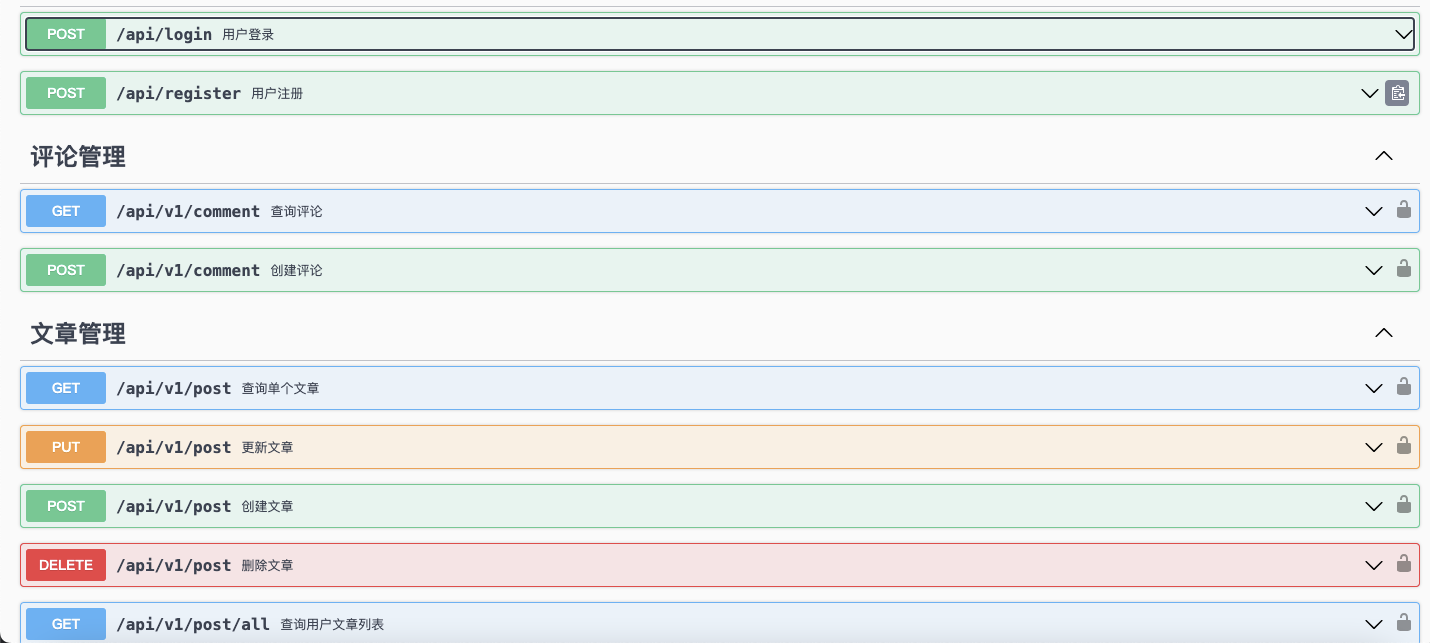 POST /api/login 用户登录
POST /api/register 用户注册
评论管理
GET /api/v1/comment 查询评论
POST /api/v1/comment 创建评论
文章管理
GET /api/v1/post 查询单个文章
PUT /api/v1/post 更新文章
POST /api/v1/post 创建文章
DELETE /api/v1/post 删除文章
GET /api/v1/post/all 查询用户文章列表